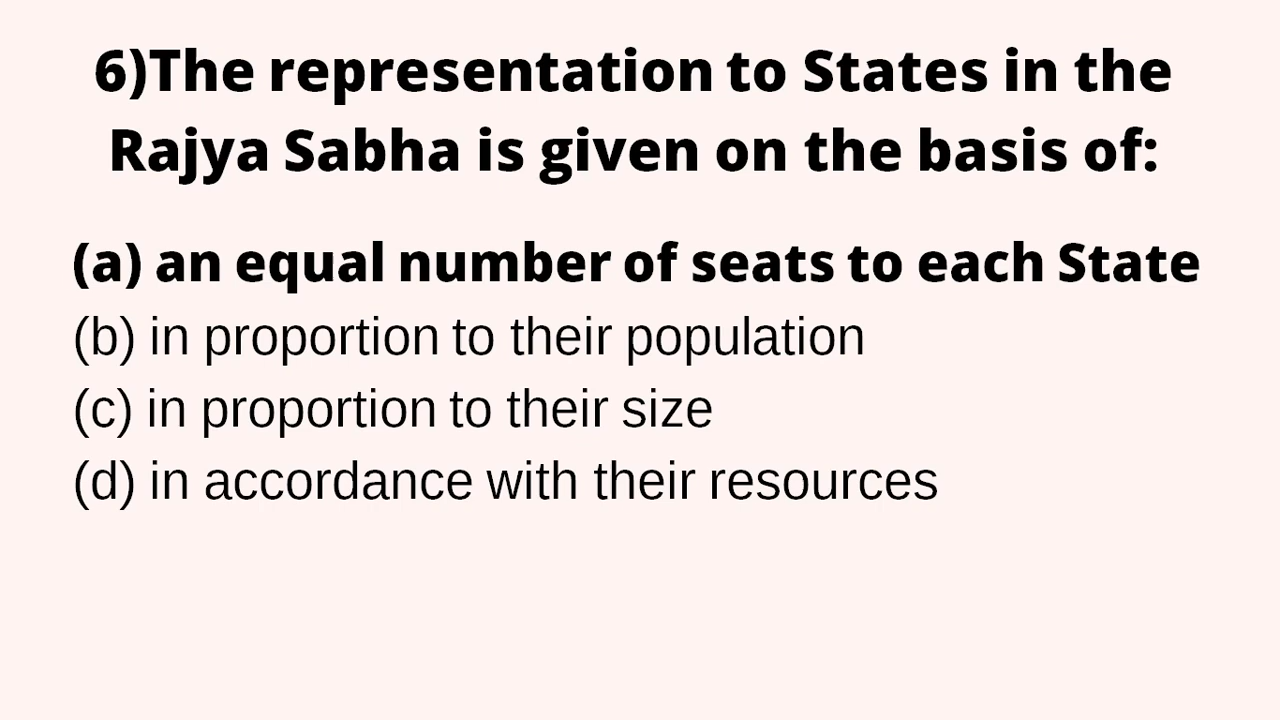 6)The representation to States in the
Rajya Sabha is given on the basis of:
(a) an equal number of seats to each State
(b) in proportion to their population
(c) in proportion to their size
(d) in accordance with their resources